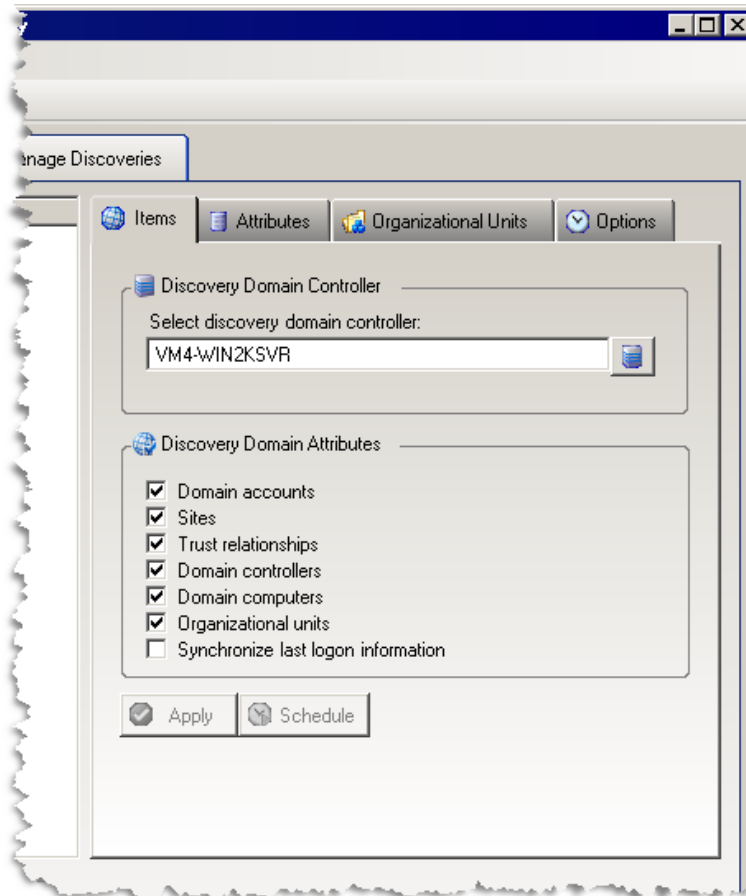 Discoveries
Items
Attributes
Organizational Units
Options
Discovery Domain Controller
Select discovery domain controller:
VM4-WIN2KSVR
Discovery Domain Attributes
Domain accounts
Sites
Trust relationships
Domain controllers
Domain computers
Organizational units
Synchronize last logon information
Apply
Schedule